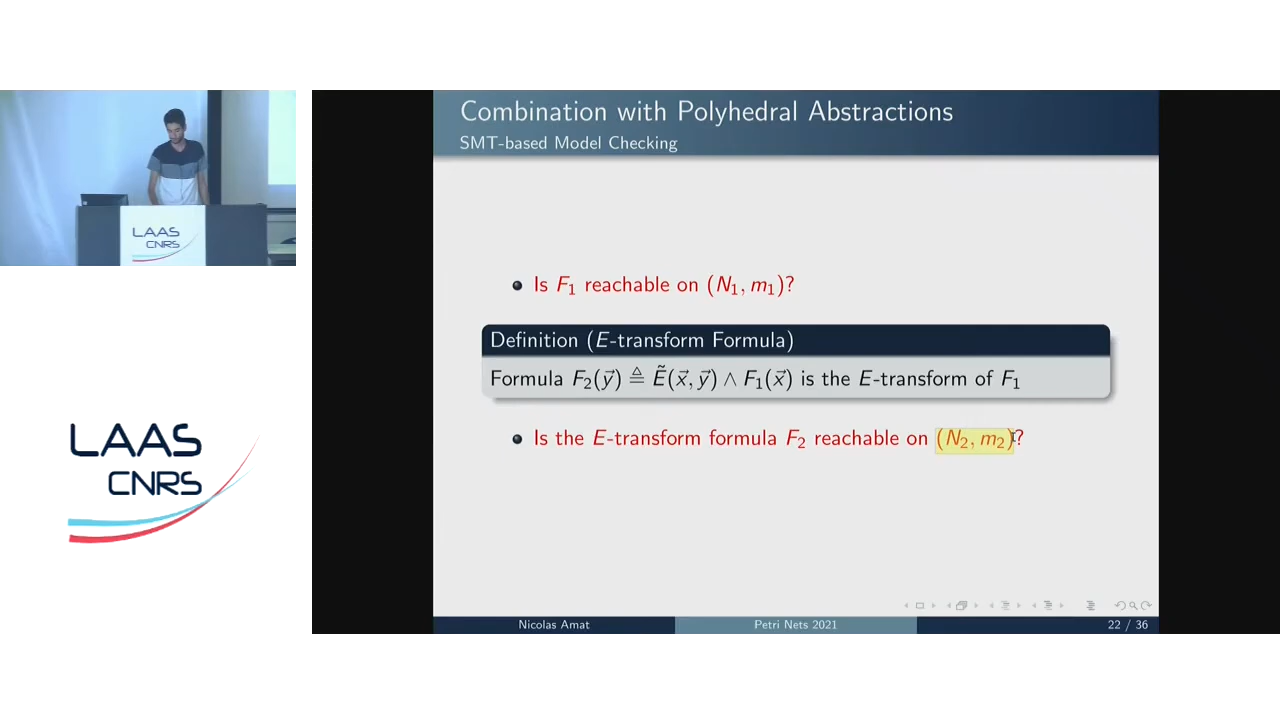 Combination with Polyhedral Abstractions
SMT-based Model Checking
LAAS
CNRS
Is F₁ reachable on (N₁, m₁)?
Definition (E-transform Formula)
Formula F₂(y⃗) ≜ Ẽ(x⃗, y⃗) ∧ F₁(x⃗) is the E-transform of F₁
Is the E-transform formula F₂ reachable on (N₂, m₂)?
LAAS
CNRS
Nicolas Amat
Petri Nets 2021
22 / 36